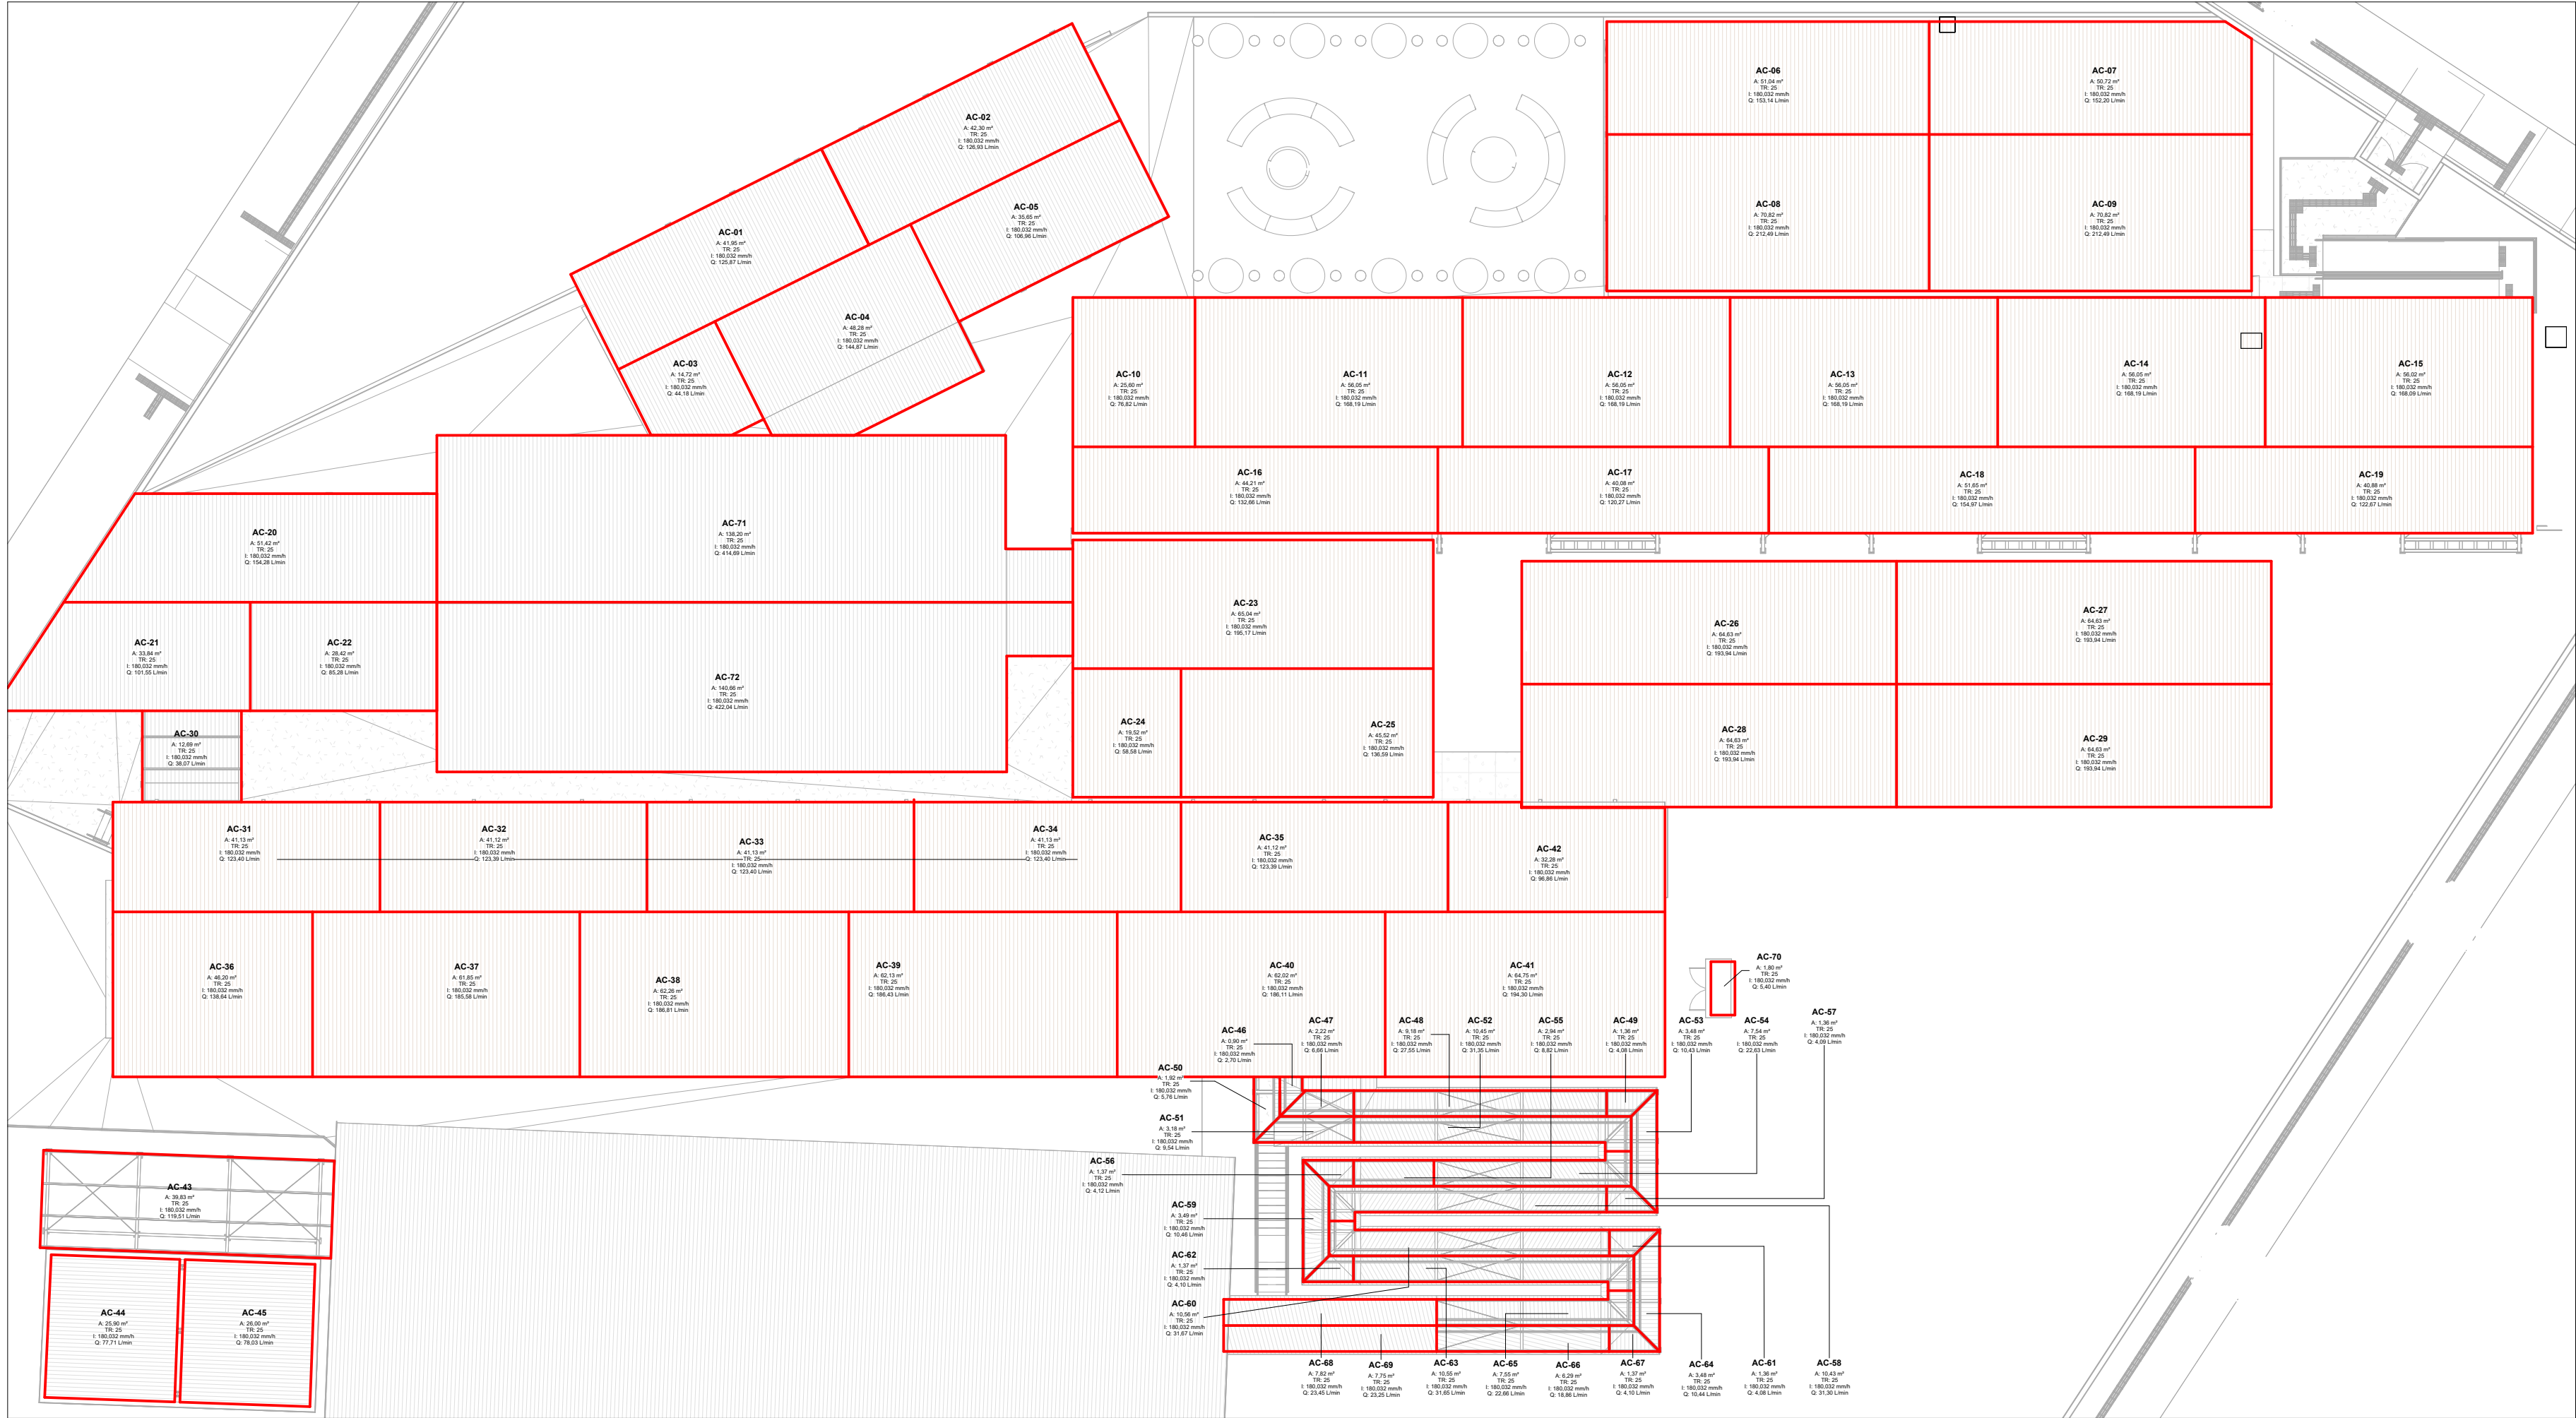 AC-01
A: 41,95 m²
TR: 25
I: 180,032 mm/h
Q: 125,87 L/min
AC-02
A: 42,30 m²
TR: 25
I: 180,032 mm/h
Q: 126,93 L/min
AC-03
A: 14,72 m²
TR: 25
I: 180,032 mm/h
Q: 44,18 L/min
AC-04
A: 48,28 m²
TR: 25
I: 180,032 mm/h
Q: 144,87 L/min
AC-05
A: 35,65 m²
TR: 25
I: 180,032 mm/h
Q: 106,96 L/min
AC-06
A: 51,04 m²
TR: 25
I: 180,032 mm/h
Q: 153,14 L/min
AC-07
A: 50,72 m²
TR: 25
I: 180,032 mm/h
Q: 152,20 L/min
AC-08
A: 70,82 m²
TR: 25
I: 180,032 mm/h
Q: 212,49 L/min
AC-09
A: 70,82 m²
TR: 25
I: 180,032 mm/h
Q: 212,49 L/min
AC-10
A: 25,60 m²
TR: 25
I: 180,032 mm/h
Q: 76,82 L/min
AC-11
A: 56,05 m²
TR: 25
I: 180,032 mm/h
Q: 168,19 L/min
AC-12
A: 56,05 m²
TR: 25
I: 180,032 mm/h
Q: 168,19 L/min
AC-13
A: 56,05 m²
TR: 25
I: 180,032 mm/h
Q: 168,19 L/min
AC-14
A: 56,05 m²
TR: 25
I: 180,032 mm/h
Q: 168,19 L/min
AC-15
A: 56,02 m²
TR: 25
I: 180,032 mm/h
Q: 168,09 L/min
AC-16
A: 44,21 m²
TR: 25
I: 180,032 mm/h
Q: 132,66 L/min
AC-17
A: 40,08 m²
TR: 25
I: 180,032 mm/h
Q: 120,27 L/min
AC-18
A: 51,65 m²
TR: 25
I: 180,032 mm/h
Q: 154,97 L/min
AC-19
A: 40,88 m²
TR: 25
I: 180,032 mm/h
Q: 122,67 L/min
AC-20
A: 51,42 m²
TR: 25
I: 180,032 mm/h
Q: 154,28 L/min
AC-71
A: 138,20 m²
TR: 25
I: 180,032 mm/h
Q: 414,69 L/min
AC-21
A: 33,84 m²
TR: 25
I: 180,032 mm/h
Q: 101,55 L/min
AC-22
A: 28,42 m²
TR: 25
I: 180,032 mm/h
Q: 85,28 L/min
AC-72
A: 140,66 m²
TR: 25
I: 180,032 mm/h
Q: 422,04 L/min
AC-23
A: 65,04 m²
TR: 25
I: 180,032 mm/h
Q: 195,17 L/min
AC-24
A: 19,52 m²
TR: 25
I: 180,032 mm/h
Q: 58,58 L/min
AC-25
A: 45,52 m²
TR: 25
I: 180,032 mm/h
Q: 136,59 L/min
AC-26
A: 64,63 m²
TR: 25
I: 180,032 mm/h
Q: 193,94 L/min
AC-27
A: 64,63 m²
TR: 25
I: 180,032 mm/h
Q: 193,94 L/min
AC-28
A: 64,63 m²
TR: 25
I: 180,032 mm/h
Q: 193,94 L/min
AC-29
A: 64,63 m²
TR: 25
I: 180,032 mm/h
Q: 193,94 L/min
AC-30
A: 12,69 m²
TR: 25
I: 180,032 mm/h
Q: 38,07 L/min
AC-31
A: 41,13 m²
TR: 25
I: 180,032 mm/h
Q: 123,40 L/min
AC-32
A: 41,12 m²
TR: 25
I: 180,032 mm/h
Q: 123,39 L/min
AC-33
A: 41,13 m²
TR: 25
I: 180,032 mm/h
Q: 123,40 L/min
AC-34
A: 41,13 m²
TR: 25
I: 180,032 mm/h
Q: 123,40 L/min
AC-35
A: 41,12 m²
TR: 25
I: 180,032 mm/h
Q: 123,39 L/min
AC-42
A: 32,28 m²
TR: 25
I: 180,032 mm/h
Q: 96,86 L/min
AC-36
A: 46,20 m²
TR: 25
I: 180,032 mm/h
Q: 138,64 L/min
AC-37
A: 61,85 m²
TR: 25
I: 180,032 mm/h
Q: 185,58 L/min
AC-38
A: 62,26 m²
TR: 25
I: 180,032 mm/h
Q: 186,81 L/min
AC-39
A: 62,13 m²
TR: 25
I: 180,032 mm/h
Q: 186,43 L/min
AC-40
A: 62,02 m²
TR: 25
I: 180,032 mm/h
Q: 186,11 L/min
AC-41
A: 64,75 m²
TR: 25
I: 180,032 mm/h
Q: 194,30 L/min
AC-70
A: 1,80 m²
TR: 25
I: 180,032 mm/h
Q: 5,40 L/min
AC-46
A: 0,90 m²
TR: 25
I: 180,032 mm/h
Q: 2,70 L/min
AC-47
A: 2,22 m²
TR: 25
I: 180,032 mm/h
Q: 6,66 L/min
AC-48
A: 9,18 m²
TR: 25
I: 180,032 mm/h
Q: 27,55 L/min
AC-52
A: 10,45 m²
TR: 25
I: 180,032 mm/h
Q: 31,35 L/min
AC-55
A: 2,94 m²
TR: 25
I: 180,032 mm/h
Q: 8,82 L/min
AC-49
A: 1,36 m²
TR: 25
I: 180,032 mm/h
Q: 4,08 L/min
AC-53
A: 3,48 m²
TR: 25
I: 180,032 mm/h
Q: 10,43 L/min
AC-54
A: 7,54 m²
TR: 25
I: 180,032 mm/h
Q: 22,63 L/min
AC-57
A: 1,36 m²
TR: 25
I: 180,032 mm/h
Q: 4,09 L/min
AC-50
A: 1,92 m²
TR: 25
I: 180,032 mm/h
Q: 5,76 L/min
AC-51
A: 3,18 m²
TR: 25
I: 180,032 mm/h
Q: 9,54 L/min
AC-56
A: 1,37 m²
TR: 25
I: 180,032 mm/h
Q: 4,12 L/min
AC-59
A: 3,49 m²
TR: 25
I: 180,032 mm/h
Q: 10,46 L/min
AC-62
A: 1,37 m²
TR: 25
I: 180,032 mm/h
Q: 4,10 L/min
AC-60
A: 10,56 m²
TR: 25
I: 180,032 mm/h
Q: 31,67 L/min
AC-43
A: 39,83 m²
TR: 25
I: 180,032 mm/h
Q: 119,51 L/min
AC-44
A: 25,90 m²
TR: 25
I: 180,032 mm/h
Q: 77,71 L/min
AC-45
A: 26,00 m²
TR: 25
I: 180,032 mm/h
Q: 78,03 L/min
AC-68
A: 7,82 m²
TR: 25
I: 180,032 mm/h
Q: 23,45 L/min
AC-69
A: 7,75 m²
TR: 25
I: 180,032 mm/h
Q: 23,25 L/min
AC-63
A: 10,55 m²
TR: 25
I: 180,032 mm/h
Q: 31,65 L/min
AC-65
A: 7,55 m²
TR: 25
I: 180,032 mm/h
Q: 22,66 L/min
AC-66
A: 6,29 m²
TR: 25
I: 180,032 mm/h
Q: 18,86 L/min
AC-67
A: 1,37 m²
TR: 25
I: 180,032 mm/h
Q: 4,10 L/min
AC-64
A: 3,48 m²
TR: 25
I: 180,032 mm/h
Q: 10,44 L/min
AC-61
A: 1,36 m²
TR: 25
I: 180,032 mm/h
Q: 4,08 L/min
AC-58
A: 10,43 m²
TR: 25
I: 180,032 mm/h
Q: 31,30 L/min